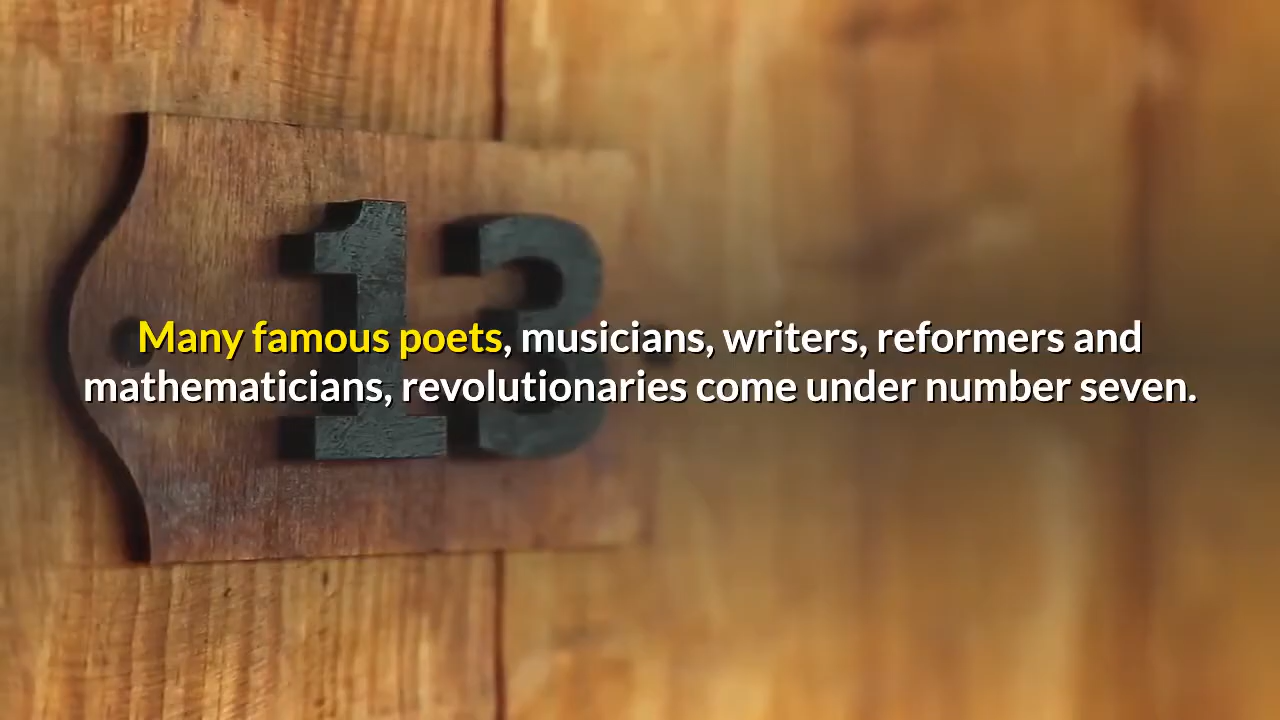 13
Many famous poets, musicians, writers, reformers and
mathematicians, revolutionaries come under number seven.